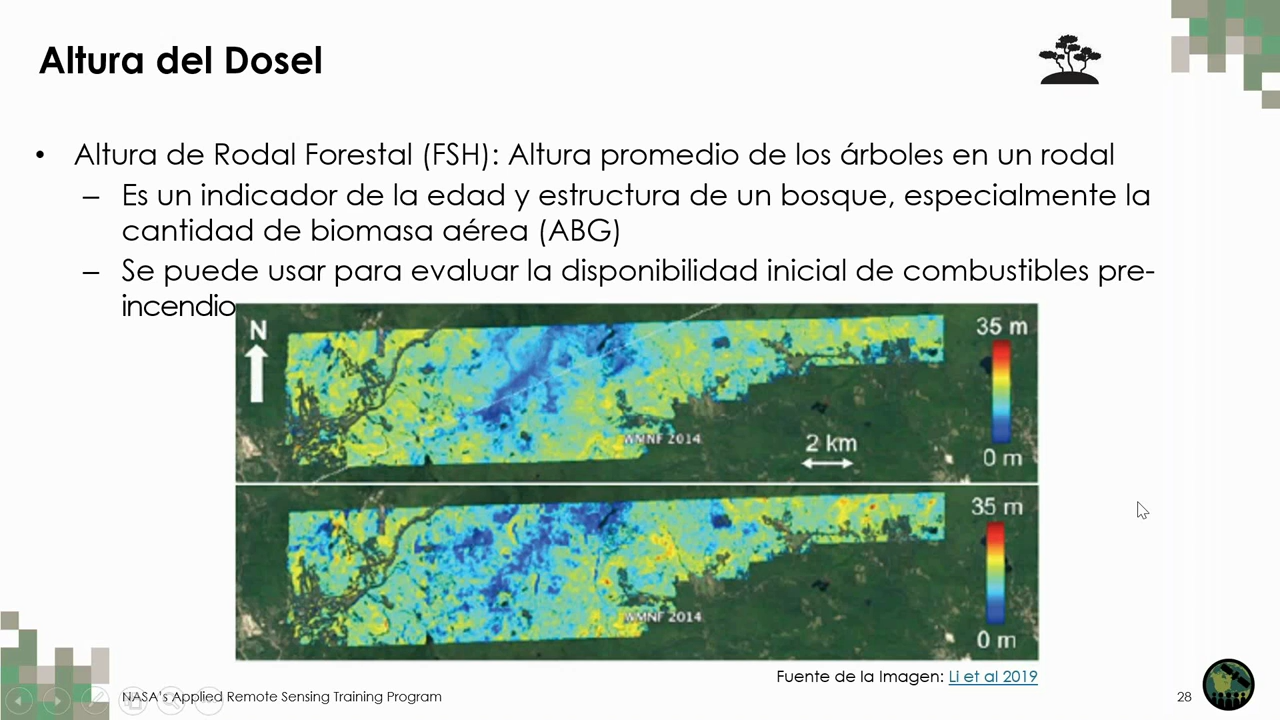 Altura del Dosel
• Altura de Rodal Forestal (FSH): Altura promedio de los árboles en un rodal
– Es un indicador de la edad y estructura de un bosque, especialmente la
cantidad de biomasa aérea (ABG)
– Se puede usar para evaluar la disponibilidad inicial de combustibles pre-
incendio
N
35 m
WMNF 2014
2 km
0 m
35 m
WMNF 2014
0 m
Fuente de la Imagen: Li et al 2019
NASA's Applied Remote Sensing Training Program
28